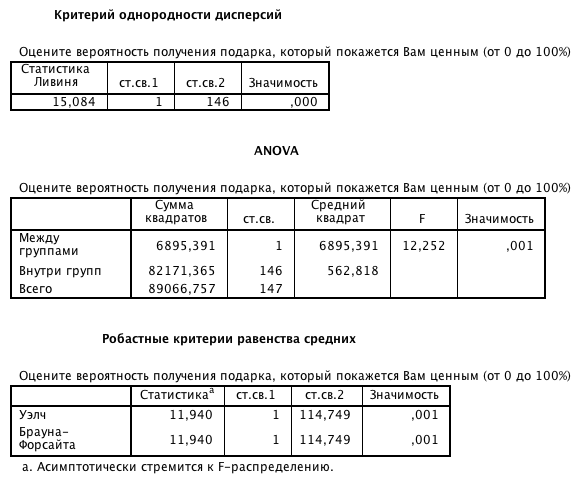 Критерий однородности дисперсий
Оцените вероятность получения подарка, который покажется Вам ценным (от 0 до 100%)
Статистика Ливиня ст.св.1 ст.св.2 Значимость
15,084 1 146 ,000
ANOVA
Оцените вероятность получения подарка, который покажется Вам ценным (от 0 до 100%)
Сумма квадратов ст.св. Средний квадрат F Значимость
Между группами 6895,391 1 6895,391 12,252 ,001
Внутри групп 82171,365 146 562,818
Всего 89066,757 147
Робастные критерии равенства средних
Оцените вероятность получения подарка, который покажется Вам ценным (от 0 до 100%)
Статистикаᵃ ст.св.1 ст.св.2 Значимость
Уэлч 11,940 1 114,749 ,001
Брауна-Форсайта 11,940 1 114,749 ,001
a. Асимптотически стремится к F-распределению.